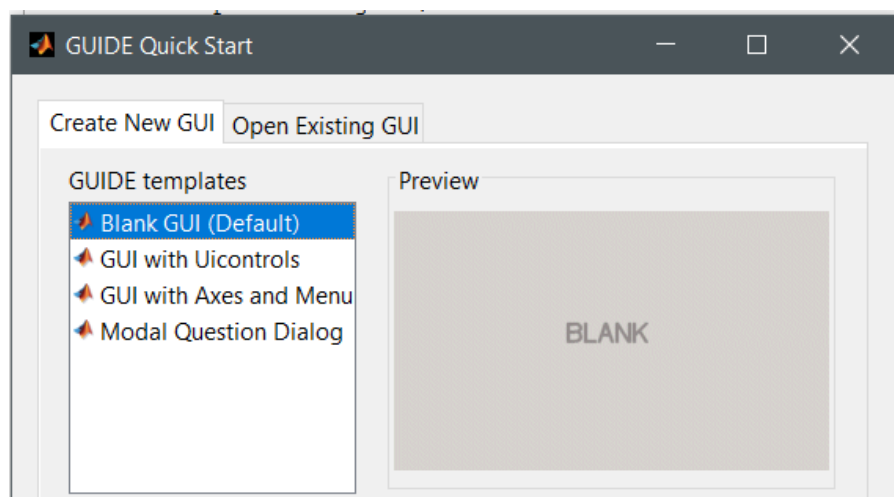 GUIDE Quick Start
Create New GUI Open Existing GUI
GUIDE templates
Preview
Blank GUI (Default)
GUI with Uicontrols
GUI with Axes and Menu
Modal Question Dialog
BLANK